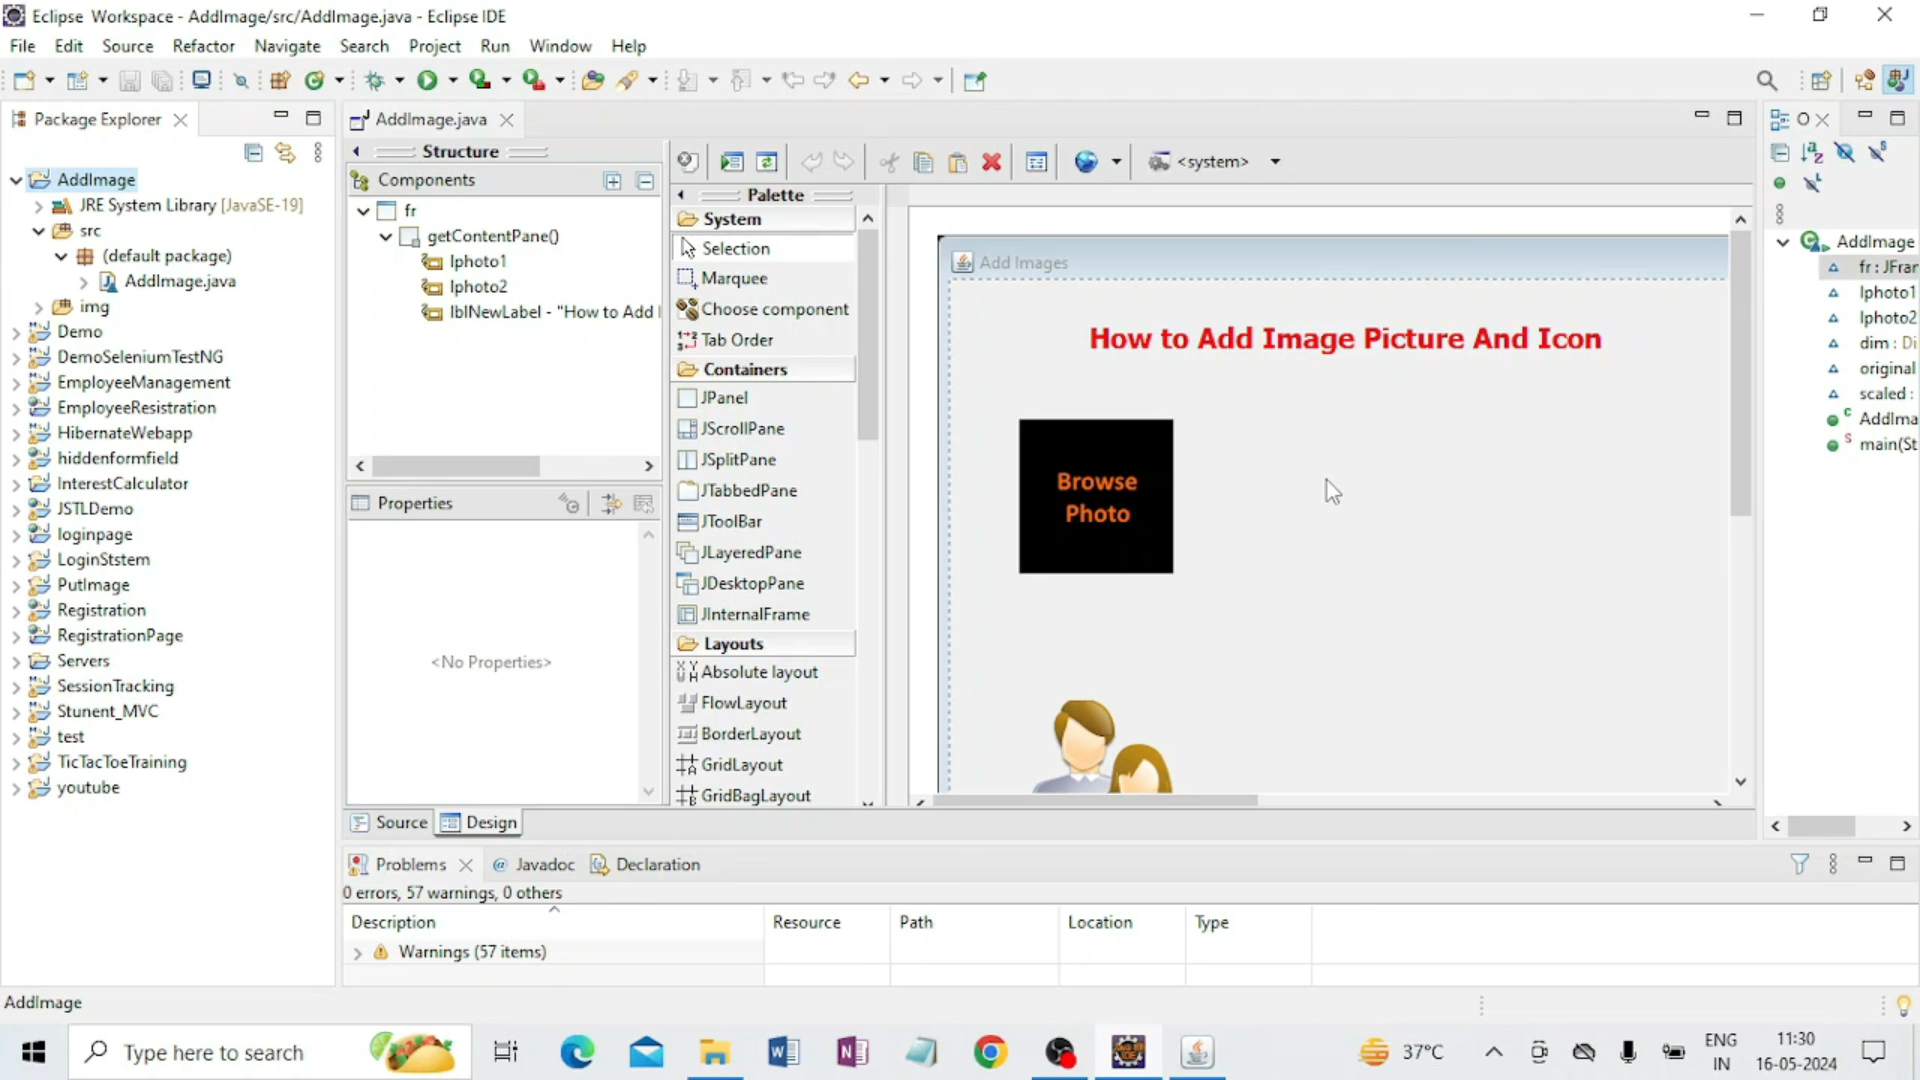 Eclipse Workspace - AddImage/src/AddImage.java - Eclipse IDE
File Edit Source Refactor Navigate Search Project Run Window Help
Package Explorer
AddImage
JRE System Library [JavaSE-19]
src
(default package)
AddImage.java
img
Demo
DemoSeleniumTestNG
EmployeeManagement
EmployeeResistration
HibernateWebapp
hiddenformfield
InterestCalculator
JSTLDemo
loginpage
LoginStstem
PutImage
Registration
RegistrationPage
Servers
SessionTracking
Stunent_MVC
test
TicTacToeTraining
youtube
AddImage.java
Structure
Components
fr
getContentPane()
lphoto1
lphoto2
lblNewLabel - "How to Add I
Properties
<No Properties>
<system>
Palette
System
Selection
Marquee
Choose component
Tab Order
Containers
JPanel
JScrollPane
JSplitPane
JTabbedPane
JToolBar
JLayeredPane
JDesktopPane
JInternalFrame
Layouts
Absolute layout
FlowLayout
BorderLayout
GridLayout
GridBagLayout
Add Images
How to Add Image Picture And Icon
Browse
Photo
O
AddImage
fr : JFrar
lphoto1
lphoto2
dim : Di
original
scaled :
AddIma
main(St
Source Design
Problems Javadoc Declaration
0 errors, 57 warnings, 0 others
Description Resource Path Location Type
Warnings (57 items)
AddImage
Type here to search
37°C
ENG
IN
11:30
16-05-2024